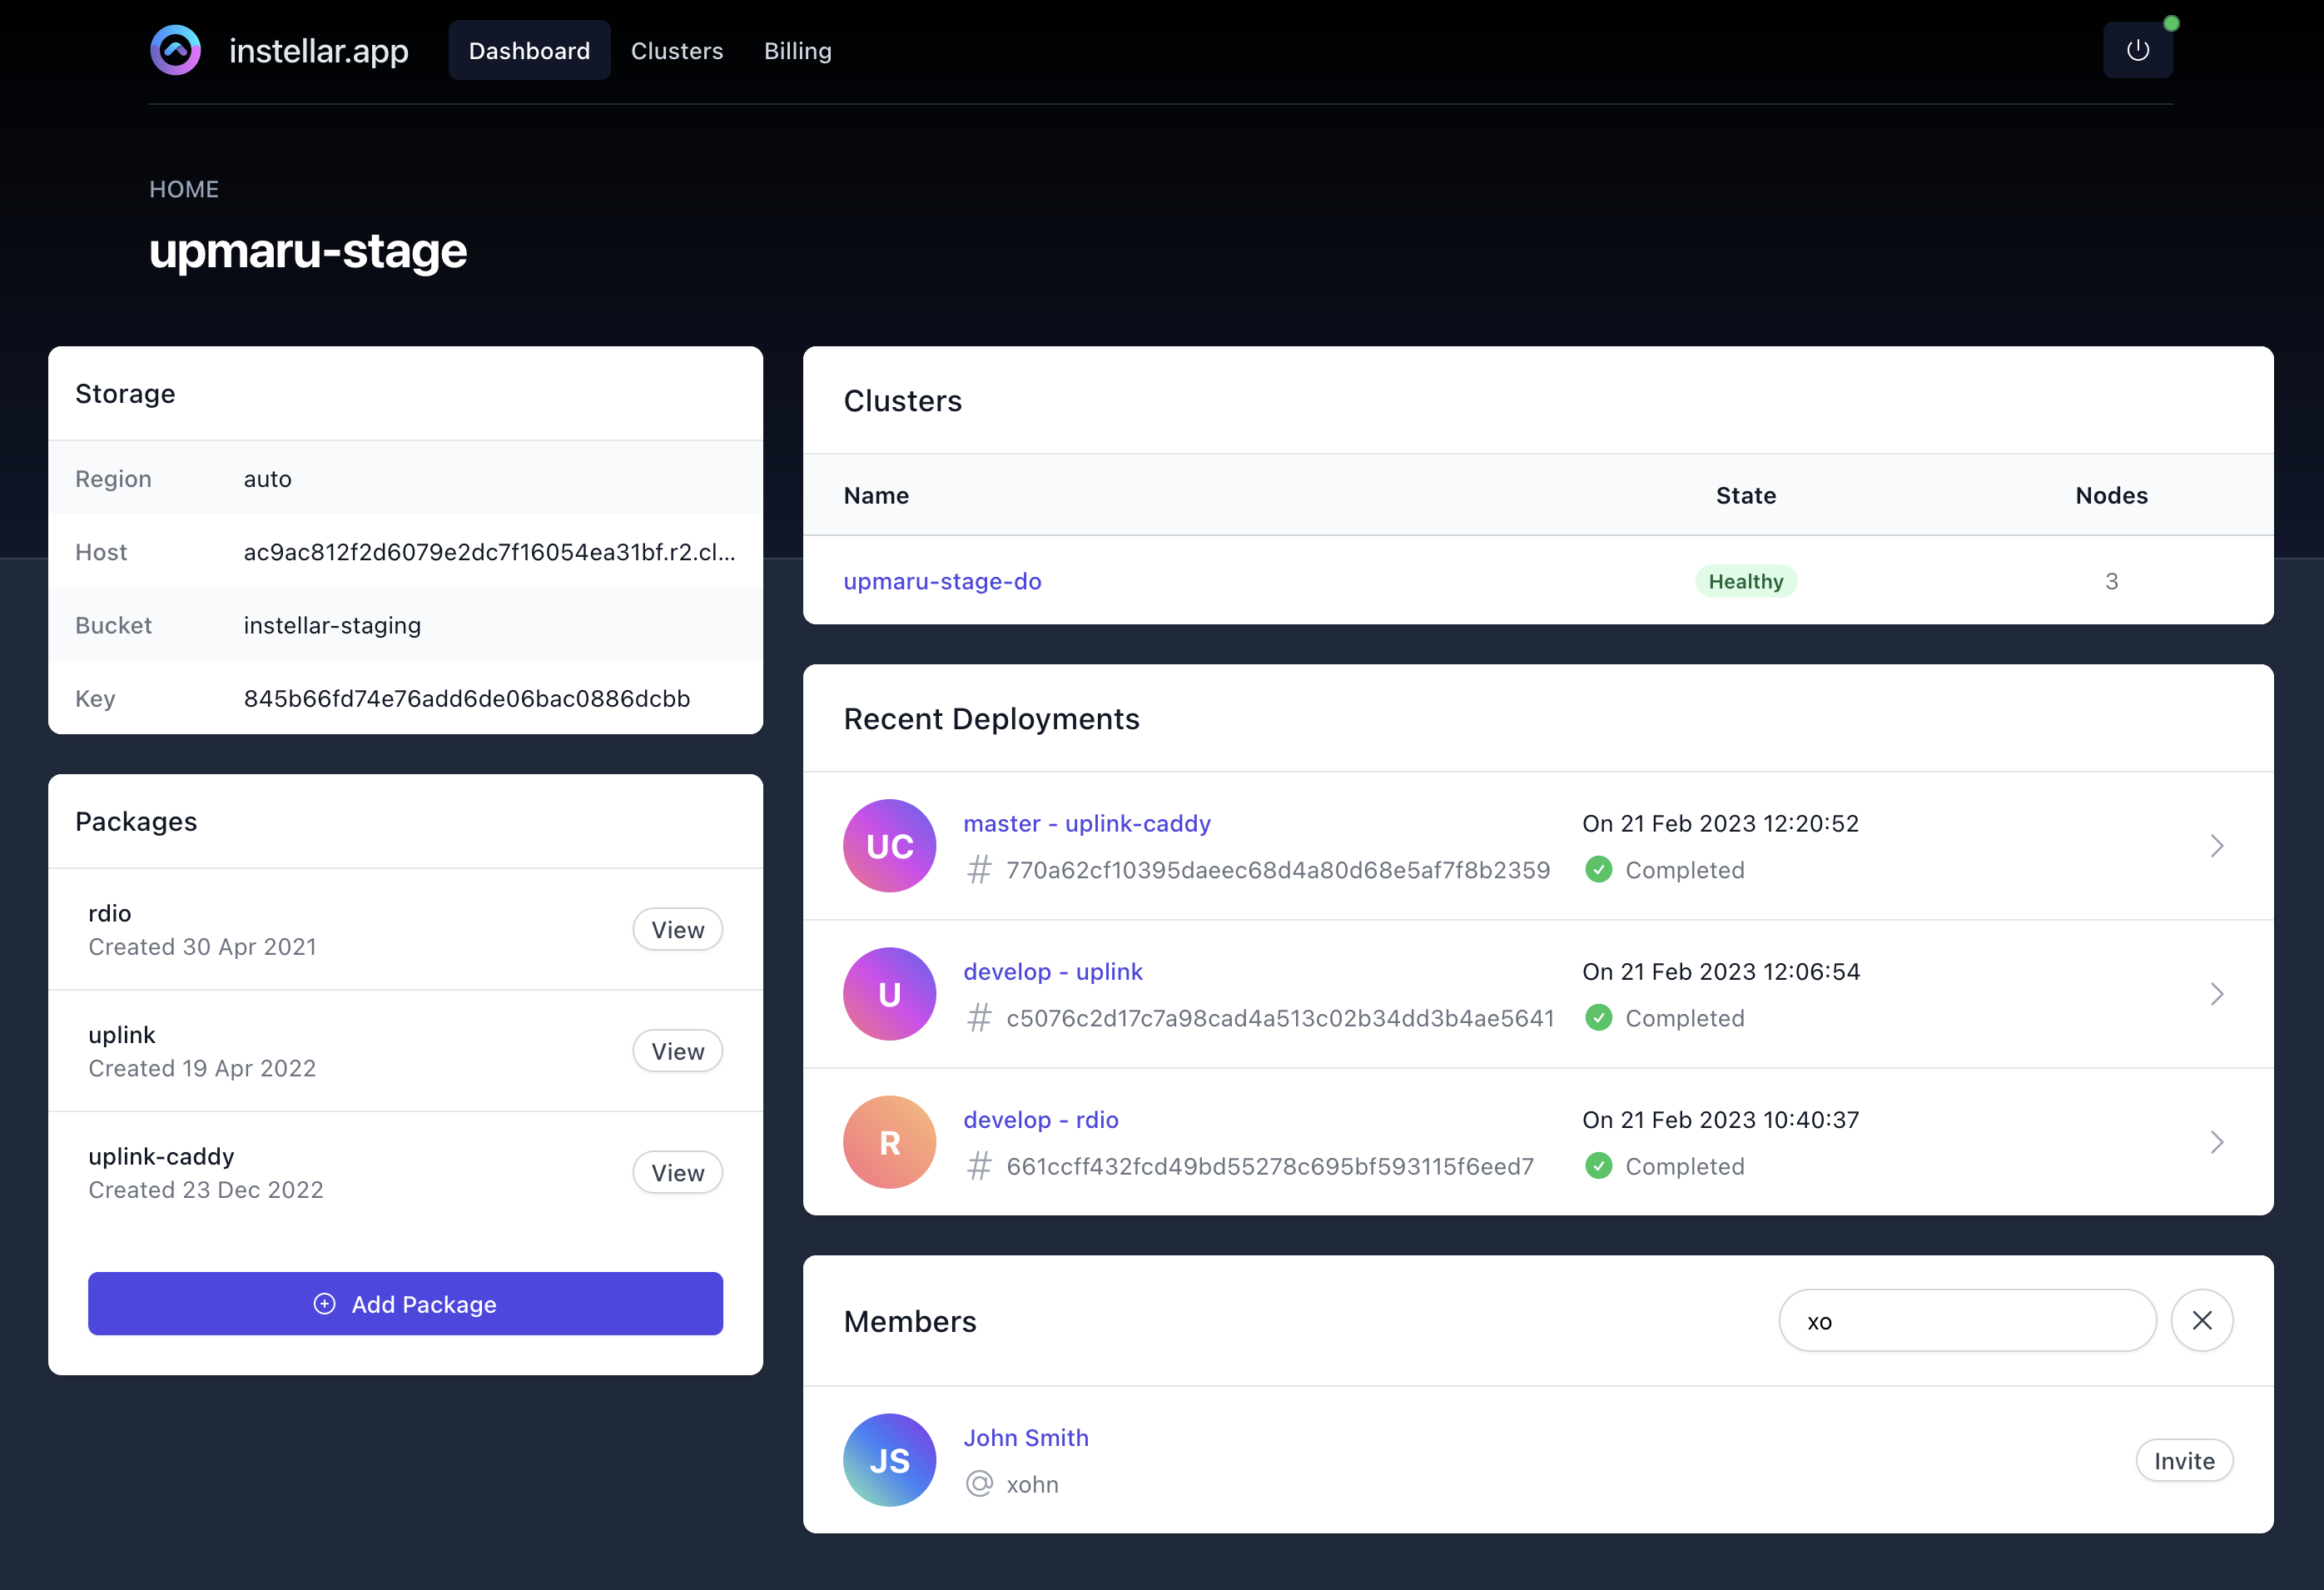 instellar.app Dashboard Clusters Billing
HOME
upmaru-stage
Storage
Region auto
Host ac9ac812f2d6079e2dc7f16054ea31bf.r2.cl...
Bucket instellar-staging
Key 845b66fd74e76add6de06bac0886dcbb
Packages
rdio
Created 30 Apr 2021
View
uplink
Created 19 Apr 2022
View
uplink-caddy
Created 23 Dec 2022
View
Add Package
Clusters
Name State Nodes
upmaru-stage-do Healthy 3
Recent Deployments
UC
master - uplink-caddy On 21 Feb 2023 12:20:52
# 770a62cf10395daeec68d4a80d68e5af7f8b2359 Completed
U
develop - uplink On 21 Feb 2023 12:06:54
# c5076c2d17c7a98cad4a513c02b34dd3b4ae5641 Completed
R
develop - rdio On 21 Feb 2023 10:40:37
# 661ccff432fcd49bd55278c695bf593115f6eed7 Completed
Members xo
JS
John Smith
@ xohn
Invite